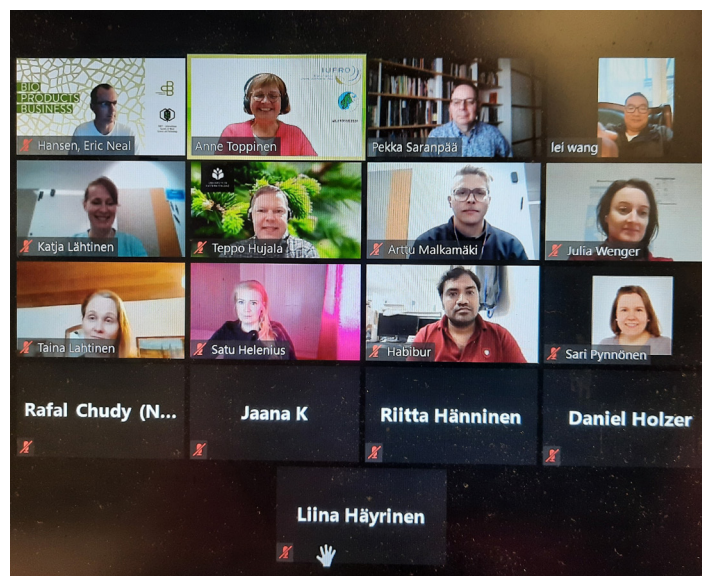 BIO
PRODUCTS
BUSINESS
IUFRO
Hansen, Eric Neal
Anne Toppinen
Pekka Saranpää
lei wang
Katja Lähtinen
Teppo Hujala
Arttu Malkamäki
Julia Wenger
Taina Lahtinen
Satu Helenius
Habibur
Sari Pynnönen
Rafal Chudy (N...
Jaana K
Riitta Hänninen
Daniel Holzer
Liina Häyrinen